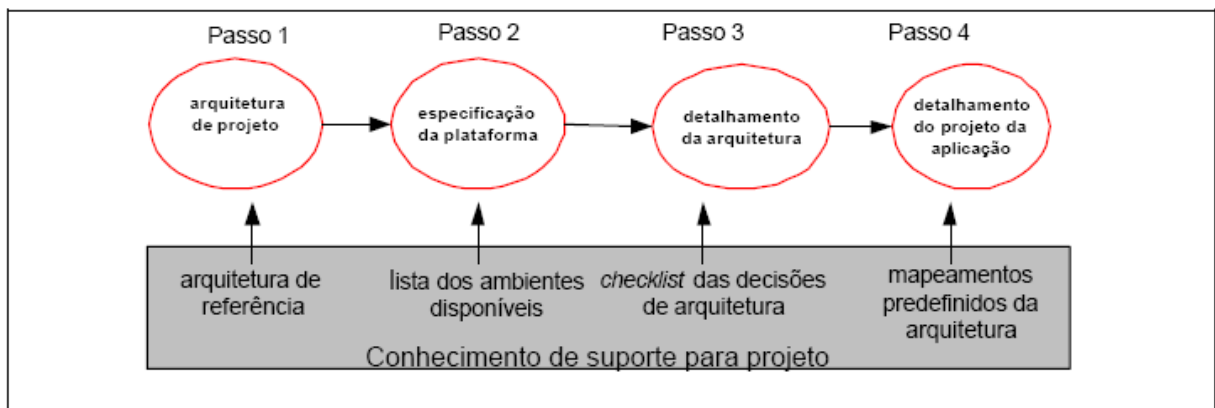 Passo 1
Passo 2
Passo 3
Passo 4
arquitetura
de projeto
especificação
da plataforma
detalhamento
da arquitetura
detalhamento
do projeto da
aplicação
arquitetura de
referência
lista dos ambientes
disponíveis
checklist das decisões
de arquitetura
mapeamentos
predefinidos da
arquitetura
Conhecimento de suporte para projeto